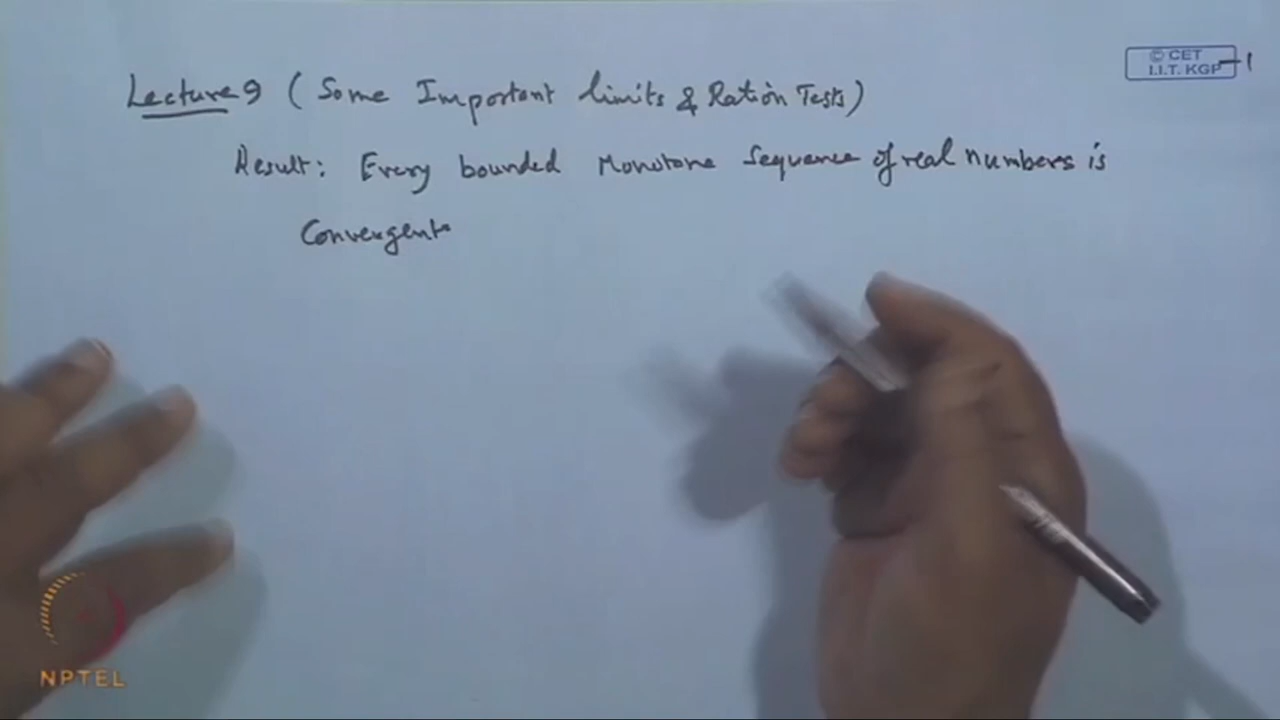 Lecture 9 ( Some Important limits & Ration Tests )
© CET
I.I.T. KGP
-1
Result: Every bounded Monotone Sequence of real numbers is
Convergent.
NPTEL